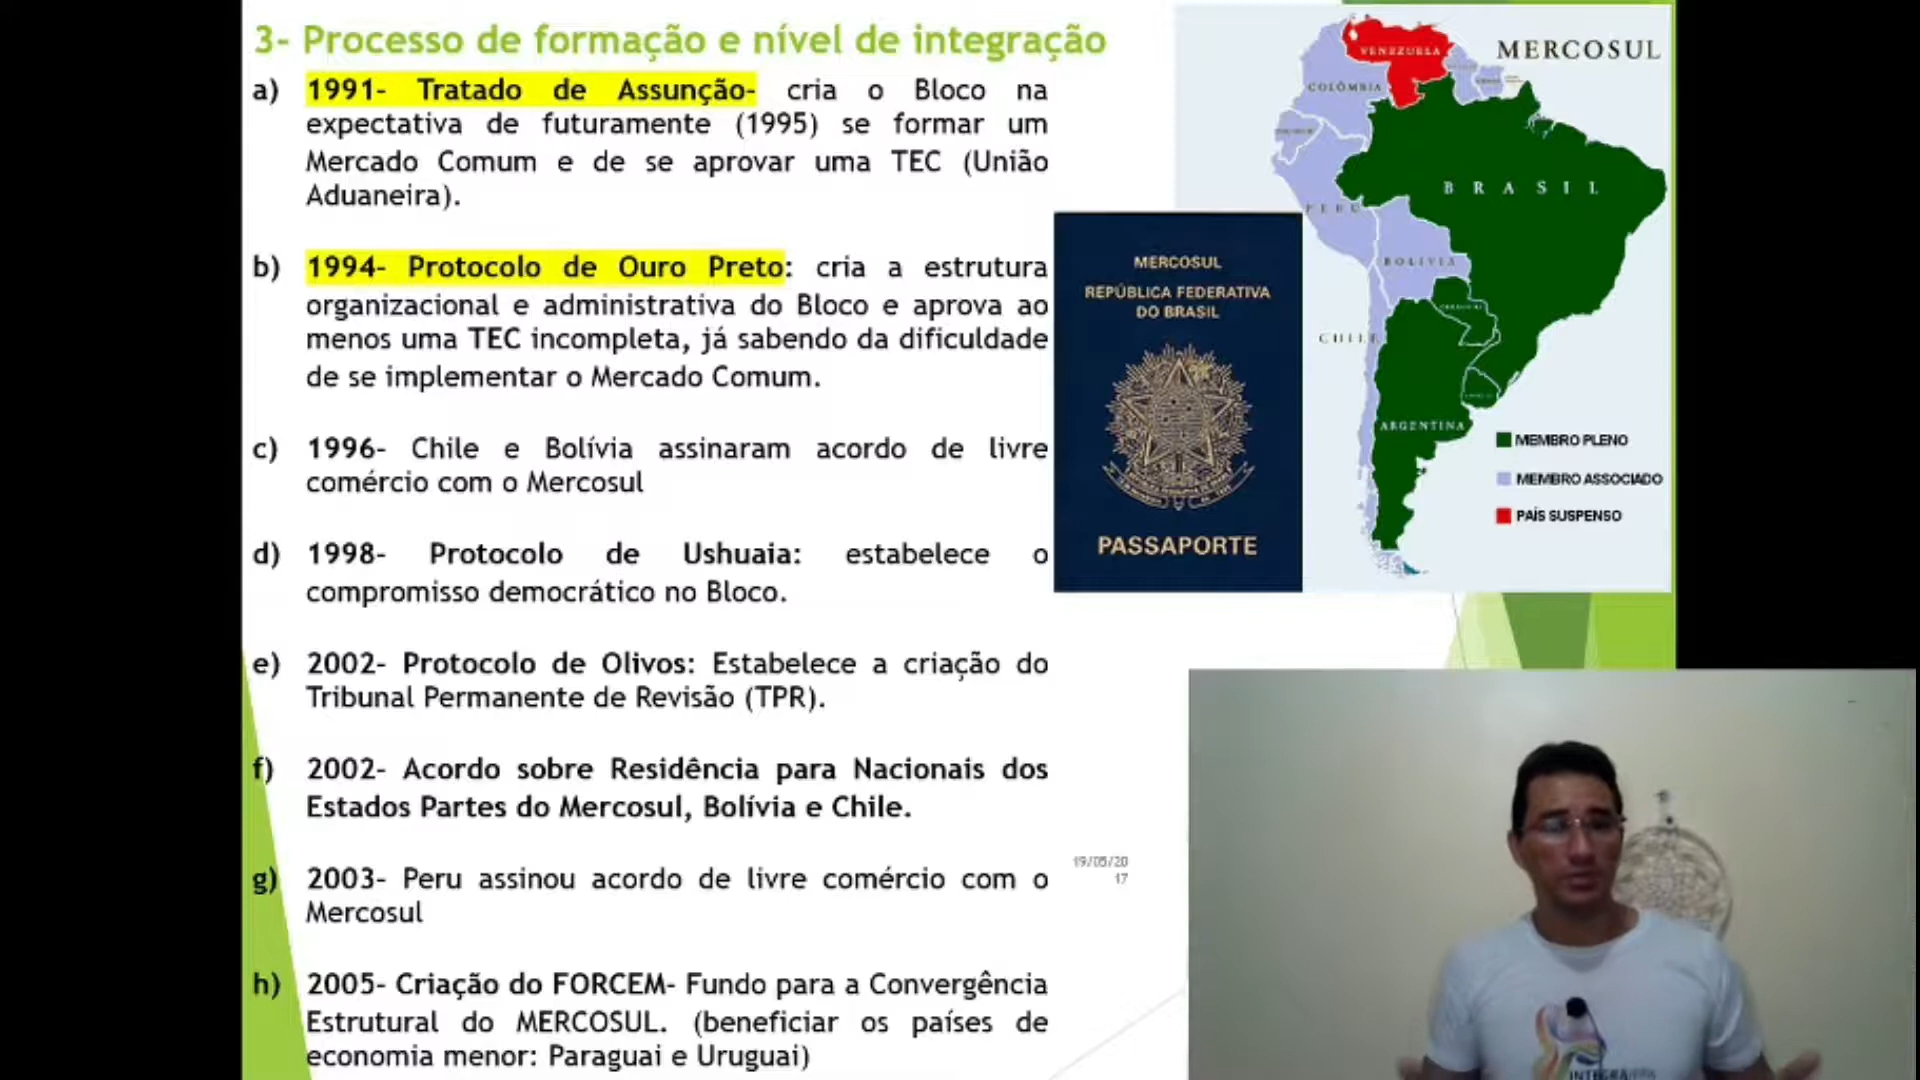 3- Processo de formação e nível de integração
a) 1991- Tratado de Assunção- cria o Bloco na
expectativa de futuramente (1995) se formar um
Mercado Comum e de se aprovar uma TEC (União
Aduaneira).
b) 1994- Protocolo de Ouro Preto: cria a estrutura
organizacional e administrativa do Bloco e aprova ao
menos uma TEC incompleta, já sabendo da dificuldade
de se implementar o Mercado Comum.
c) 1996- Chile e Bolívia assinaram acordo de livre
comércio com o Mercosul
d) 1998- Protocolo de Ushuaia: estabelece o
compromisso democrático no Bloco.
e) 2002- Protocolo de Olivos: Estabelece a criação do
Tribunal Permanente de Revisão (TPR).
f) 2002- Acordo sobre Residência para Nacionais dos
Estados Partes do Mercosul, Bolívia e Chile.
g) 2003- Peru assinou acordo de livre comércio com o
Mercosul
h) 2005- Criação do FORCEM- Fundo para a Convergência
Estrutural do MERCOSUL. (beneficiar os países de
economia menor: Paraguai e Uruguai)
MERCOSUL
VENEZUELA
COLÔMBIA
BRASIL
PERU
BOLÍVIA
CHILE
ARGENTINA
MEMBRO PLENO
MEMBRO ASSOCIADO
PAÍS SUSPENSO
MERCOSUL
REPÚBLICA FEDERATIVA
DO BRASIL
PASSAPORTE
19/05/20
17